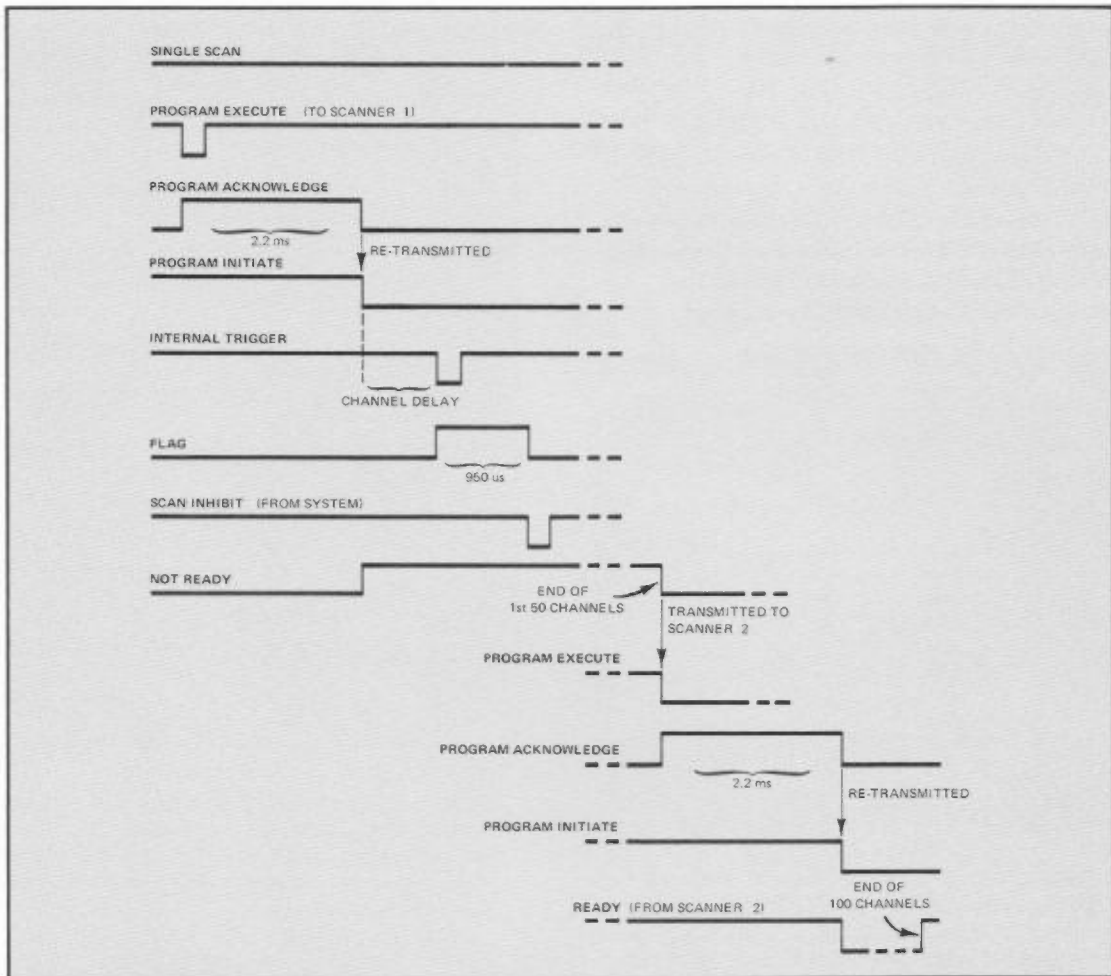 SINGLE SCAN
PROGRAM EXECUTE (TO SCANNER 1)
PROGRAM ACKNOWLEDGE
2.2 ms
RE-TRANSMITTED
PROGRAM INITIATE
INTERNAL TRIGGER
CHANNEL DELAY
FLAG
950 us
SCAN INHIBIT (FROM SYSTEM)
NOT READY
END OF
1st 50 CHANNELS
TRANSMITTED TO
SCANNER 2
PROGRAM EXECUTE
PROGRAM ACKNOWLEDGE
2.2 ms
RE-TRANSMITTED
PROGRAM INITIATE
END OF
100 CHANNELS
READY (FROM SCANNER 2)